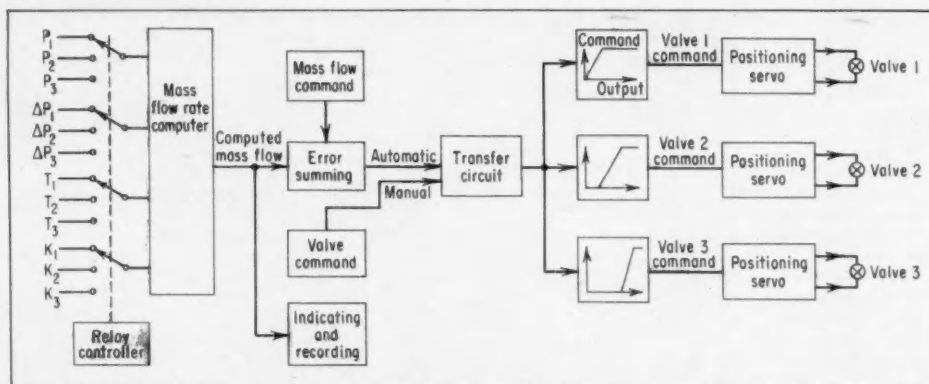 P₁
P₂
P₃
ΔP₁
ΔP₂
ΔP₃
T₁
T₂
T₃
K₁
K₂
K₃
Relay
controller
Mass
flow rate
computer
Computed
mass flow
Mass flow
command
Error
summing
Automatic
Manual
Valve
command
Indicating
and
recording
Transfer
circuit
Command
Output
Valve 1
command
Positioning
servo
Valve 1
Valve 2
command
Positioning
servo
Valve 2
Valve 3
command
Positioning
servo
Valve 3